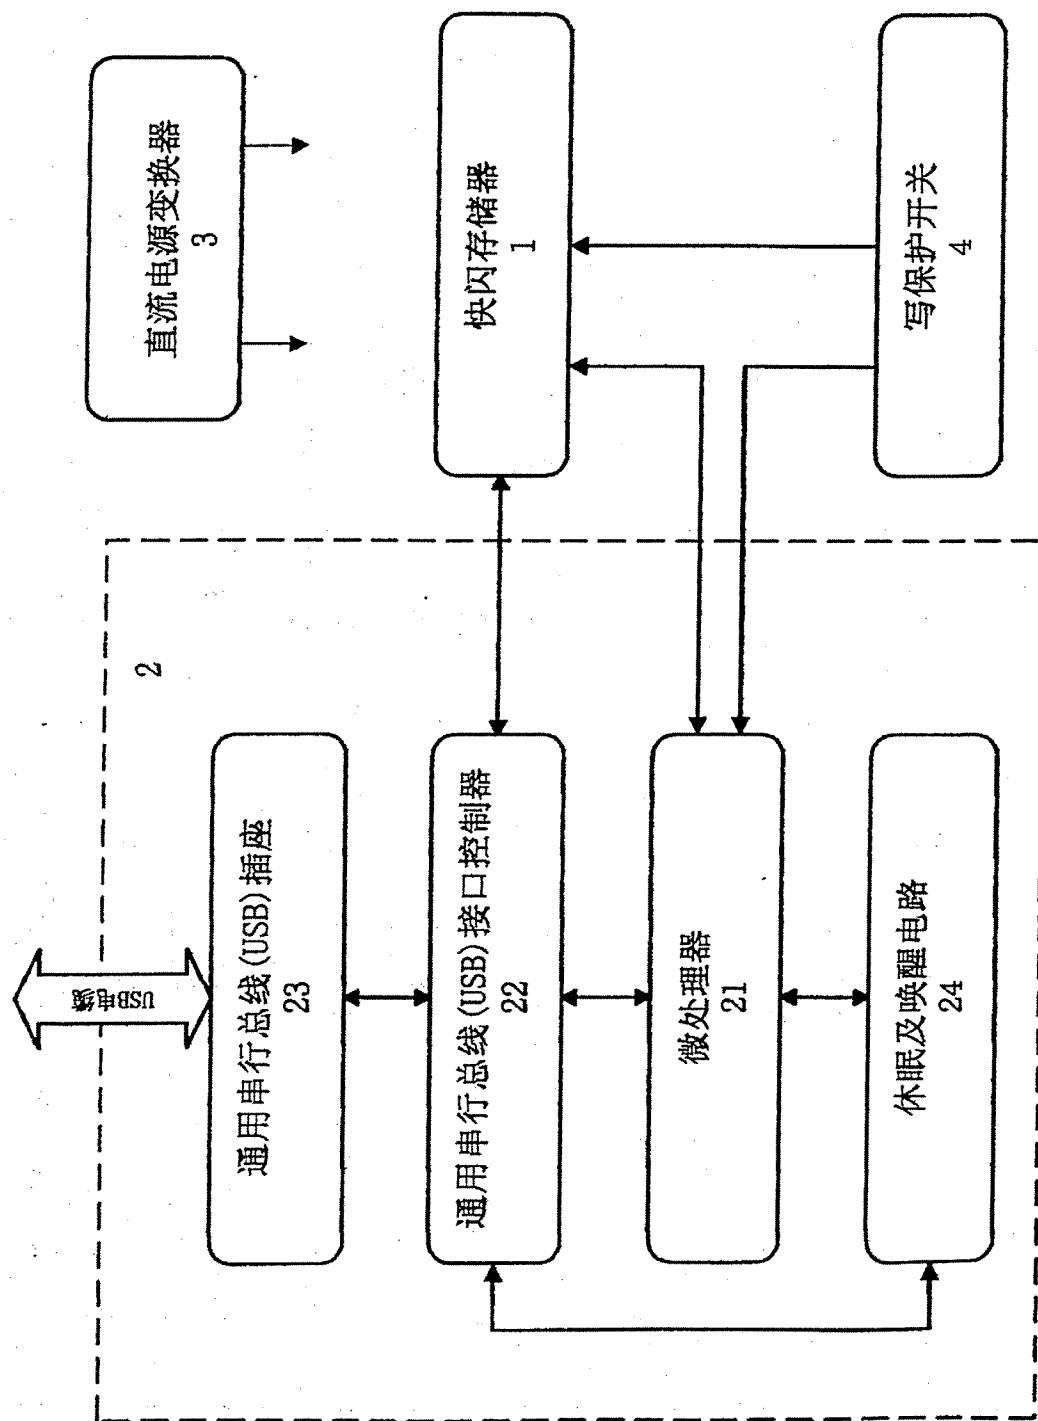 直流电源变换器
3
快闪存储器
1
写保护开关
4
2
USB电缆
通用串行总线(USB)插座
23
通用串行总线(USB)接口控制器
22
微处理器
21
休眠及唤醒电路
24